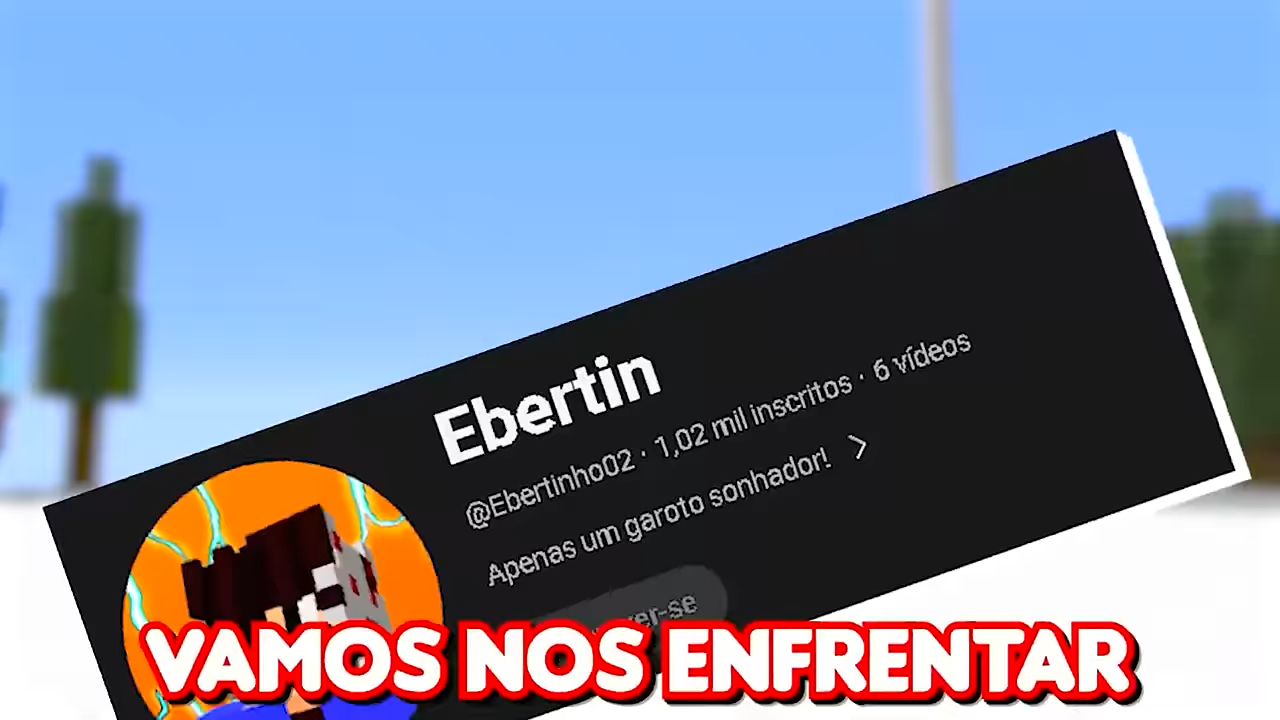 Ebertin
@Ebertinho02 · 1,02 mil inscritos · 6 vídeos
Apenas um garoto sonhador! >
VAMOS NOS ENFRENTAR